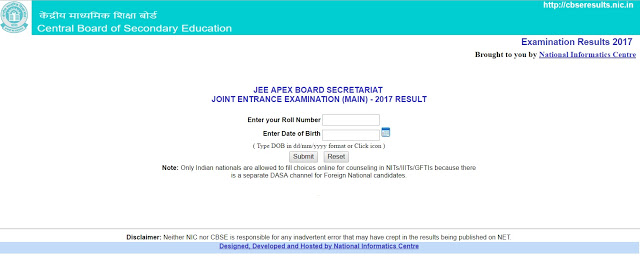 http://cbseresults.nic.in
केंद्रीय माध्यमिक शिक्षा बोर्ड
Central Board of Secondary Education
Examination Results 2017
Brought to you by National Informatics Centre
JEE APEX BOARD SECRETARIAT
JOINT ENTRANCE EXAMINATION (MAIN) - 2017 RESULT
Enter your Roll Number
Enter Date of Birth
( Type DOB in dd/mm/yyyy format or Click icon )
Submit Reset
Note: Only Indian nationals are allowed to fill choices online for counseling in NITs/IIITs/GFTIs because there
is a separate DASA channel for Foreign National candidates.
Disclaimer: Neither NIC nor CBSE is responsible for any inadvertent error that may have crept in the results being published on NET.
Designed, Developed and Hosted by National Informatics Centre